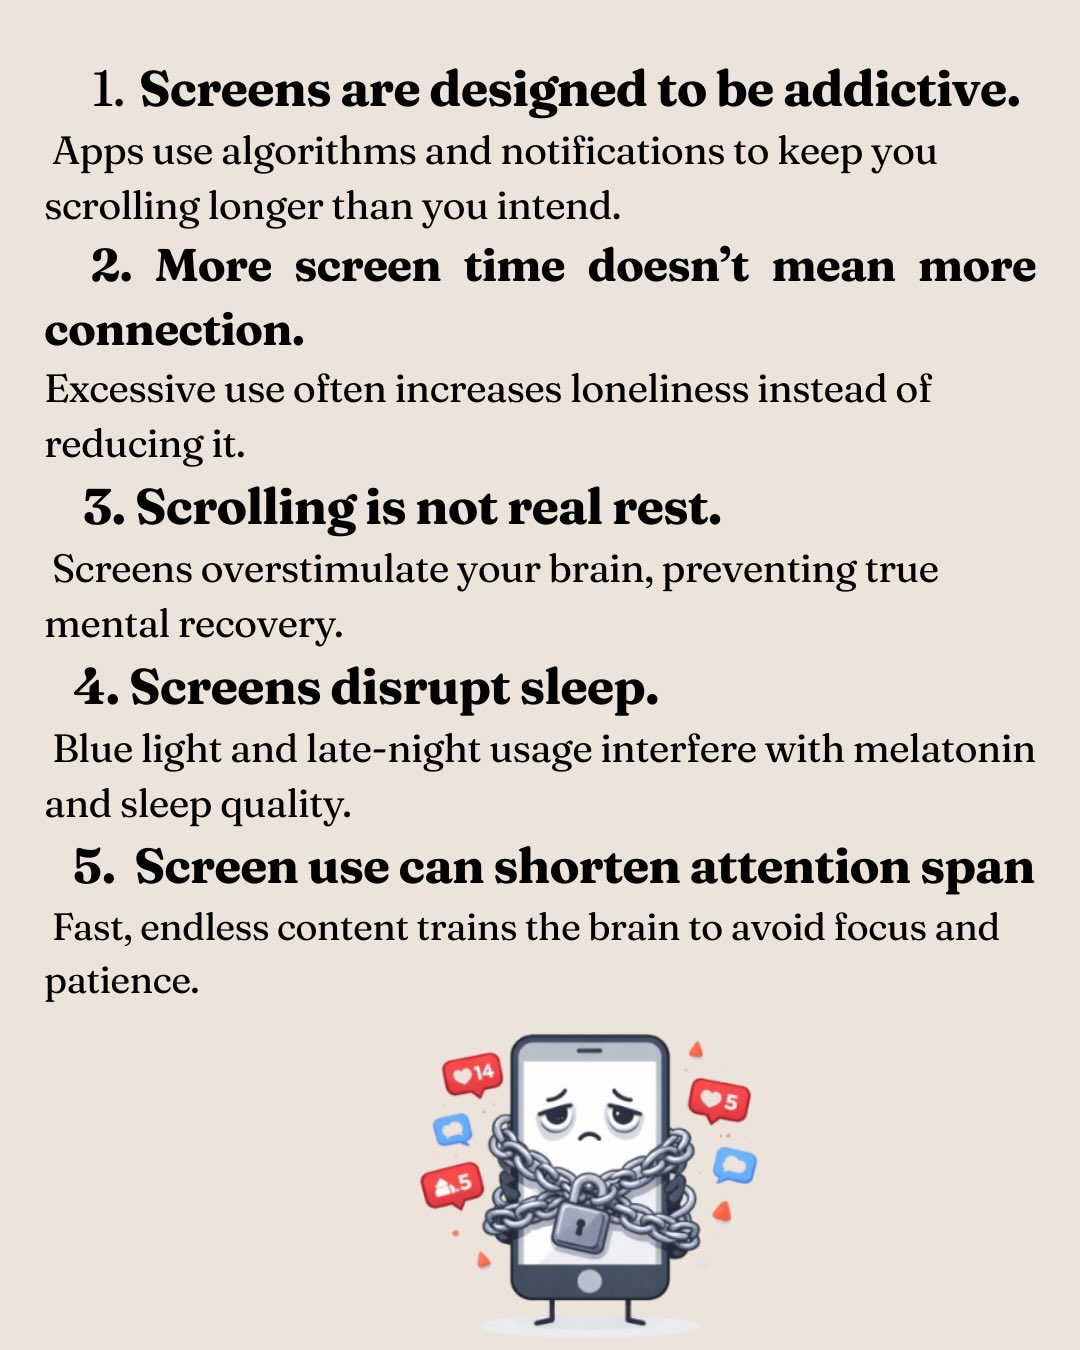 1. Screens are designed to be addictive.
Apps use algorithms and notifications to keep you
scrolling longer than you intend.
2. More screen time doesn’t mean more
connection.
Excessive use often increases loneliness instead of
reducing it.
3. Scrolling is not real rest.
Screens overstimulate your brain, preventing true
mental recovery.
4. Screens disrupt sleep.
Blue light and late-night usage interfere with melatonin
and sleep quality.
5. Screen use can shorten attention span
Fast, endless content trains the brain to avoid focus and
patience.
14
5
.5